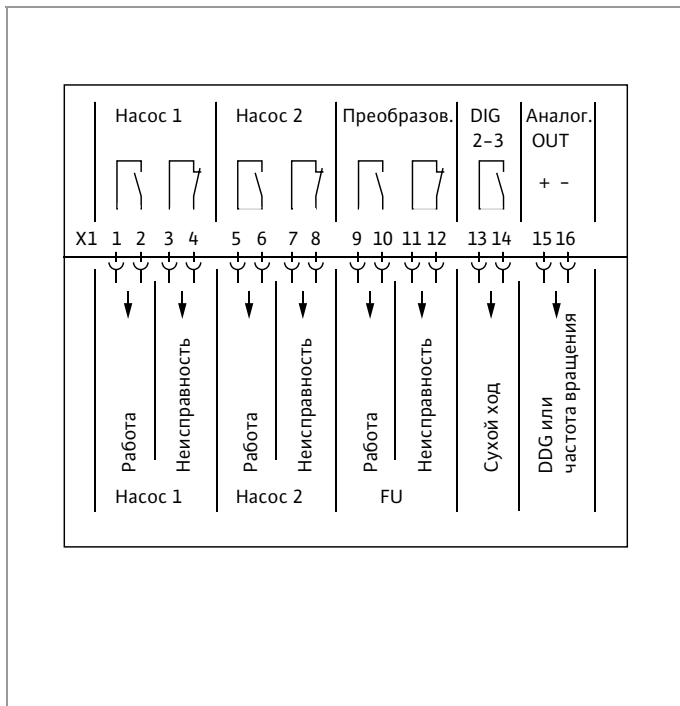 Насос 1 Насос 2 Преобразов. DIG Аналог.
2–3 OUT
+ –
X1 1 2 3 4 5 6 7 8 9 10 11 12 13 14 15 16
Работа
Неисправность
Работа
Неисправность
Работа
Неисправность
Сухой ход
DDG или
частота вращения
Насос 1 Насос 2 FU